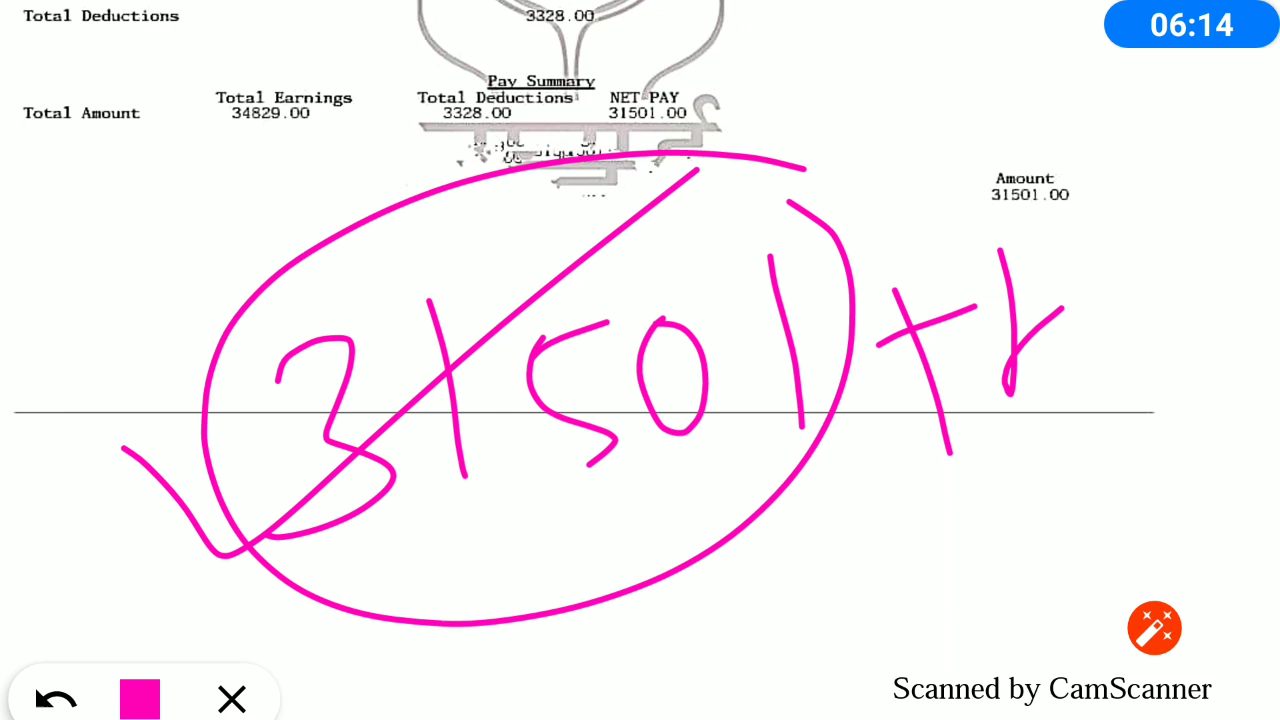 Total Deductions 3328.00 06:14
Pay Summary
Total Earnings Total Deductions NET PAY
Total Amount 34829.00 3328.00 31501.00
Amount
31501.00
31501 +
Scanned by CamScanner